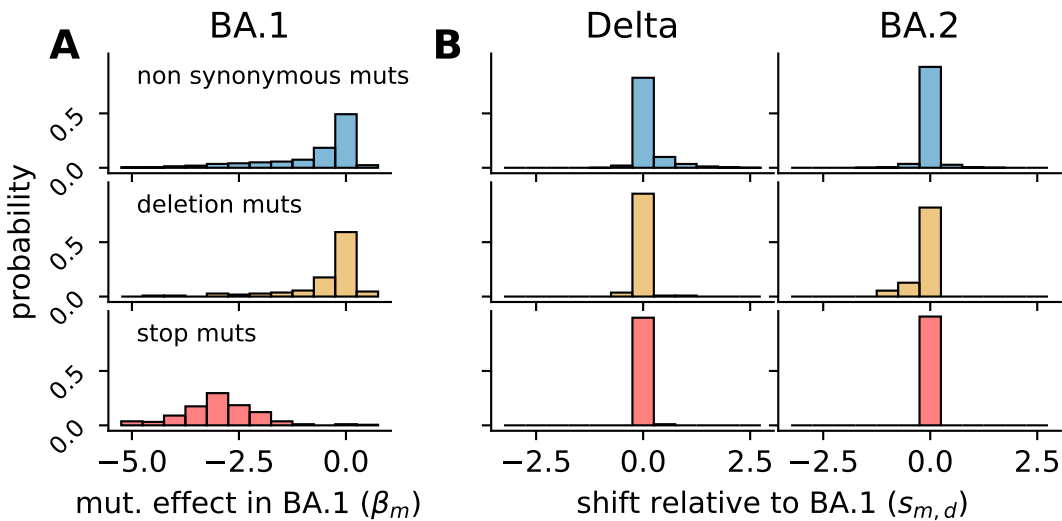 A
BA.1
B
Delta
BA.2
non synonymous muts
0.5
0.0
deletion muts
0.5
0.0
stop muts
0.5
0.0
probability
−5.0 −2.5 0.0
−2.5 0.0 2.5
−2.5 0.0 2.5
mut. effect in BA.1 (βm)
shift relative to BA.1 (sm, d)